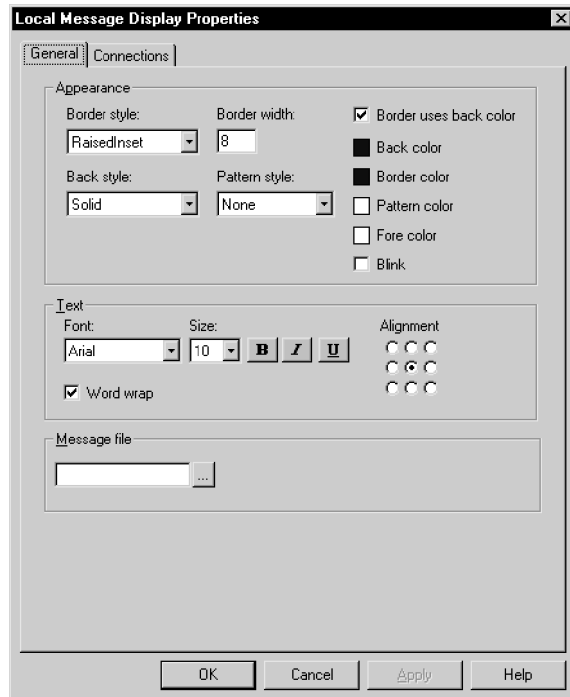 Local Message Display Properties
General Connections
Appearance
Border style: Border width: Border uses back color
RaisedInset 8
Back color
Border color
Back style: Pattern style:
Solid None
Pattern color
Fore color
Blink
Text
Font: Size: Alignment
Arial 10 B I U
Word wrap
Message file
...
OK Cancel Apply Help